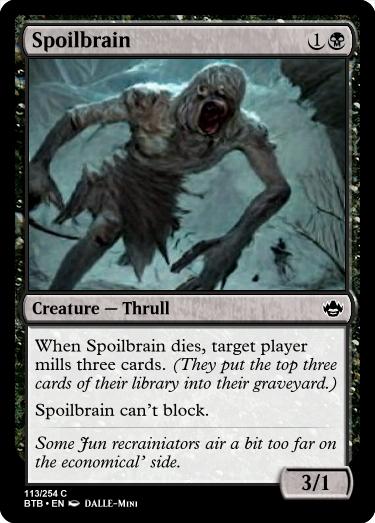 Spoilbrain 1
Creature — Thrull
When Spoilbrain dies, target player
mills three cards. (They put the top three
cards of their library into their graveyard.)
Spoilbrain can't block.
Some Jun recrainiators air a bit too far on
the economical' side.
3/1
113/254 C
BTB • EN DALLE-Mini